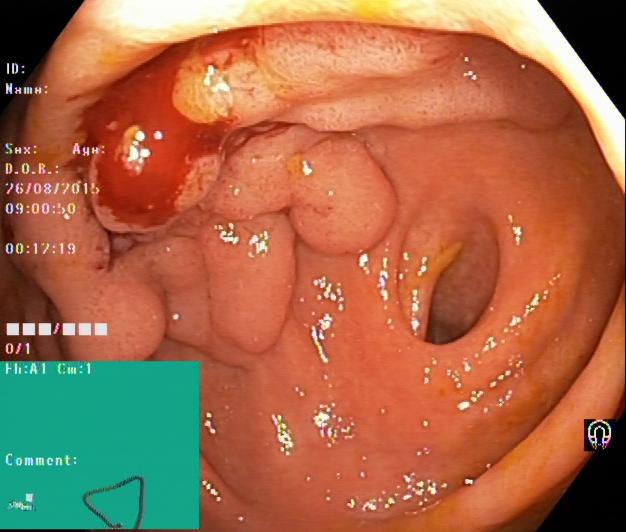 ID:
Name:
Sex: Age:
D.O.B.:
26/08/2015
09:00:50
00:12:19
0/1
Eh:A1 Cm:1
Comment: